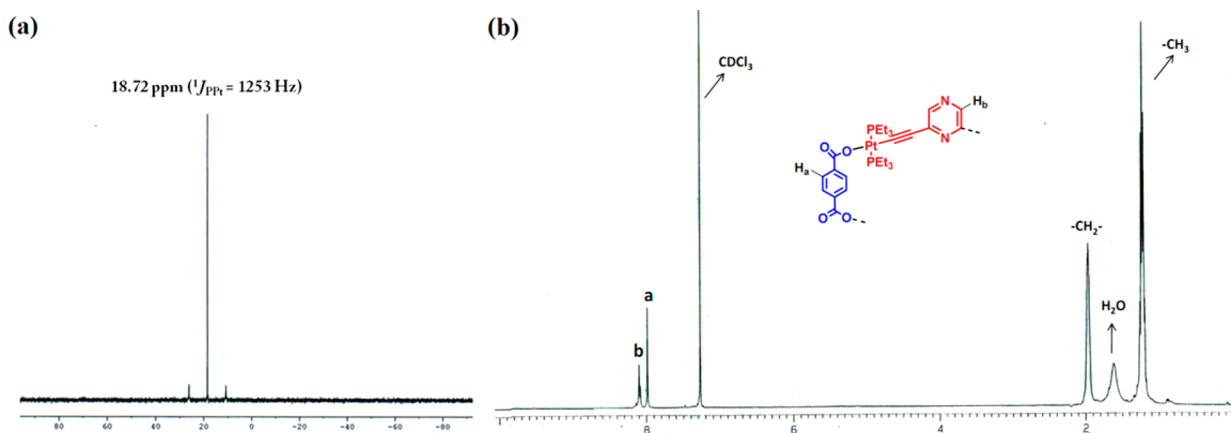 (a)
18.72 ppm (¹J_PPt = 1253 Hz)
80 60 40 20 0 -20 -40 -60 -80
(b)
CDCl₃
-CH₃
N
H_b
PEt₃
Pt
N
PEt₃
O
O
H_a
O
O
-CH₂-
H₂O
a
b
8 6 4 2